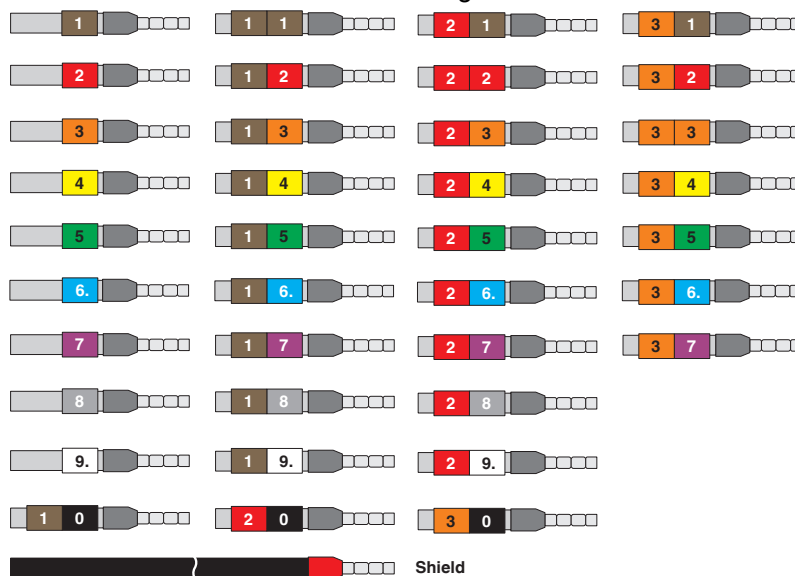 1 1 1 2 1 3 1
2 1 2 2 2 3 2
3 1 3 2 3 3 3
4 1 4 2 4 3 4
5 1 5 2 5 3 5
6. 1 6. 2 6. 3 6.
7 1 7 2 7 3 7
8 1 8 2 8
9. 1 9. 2 9.
1 0 2 0 3 0
Shield